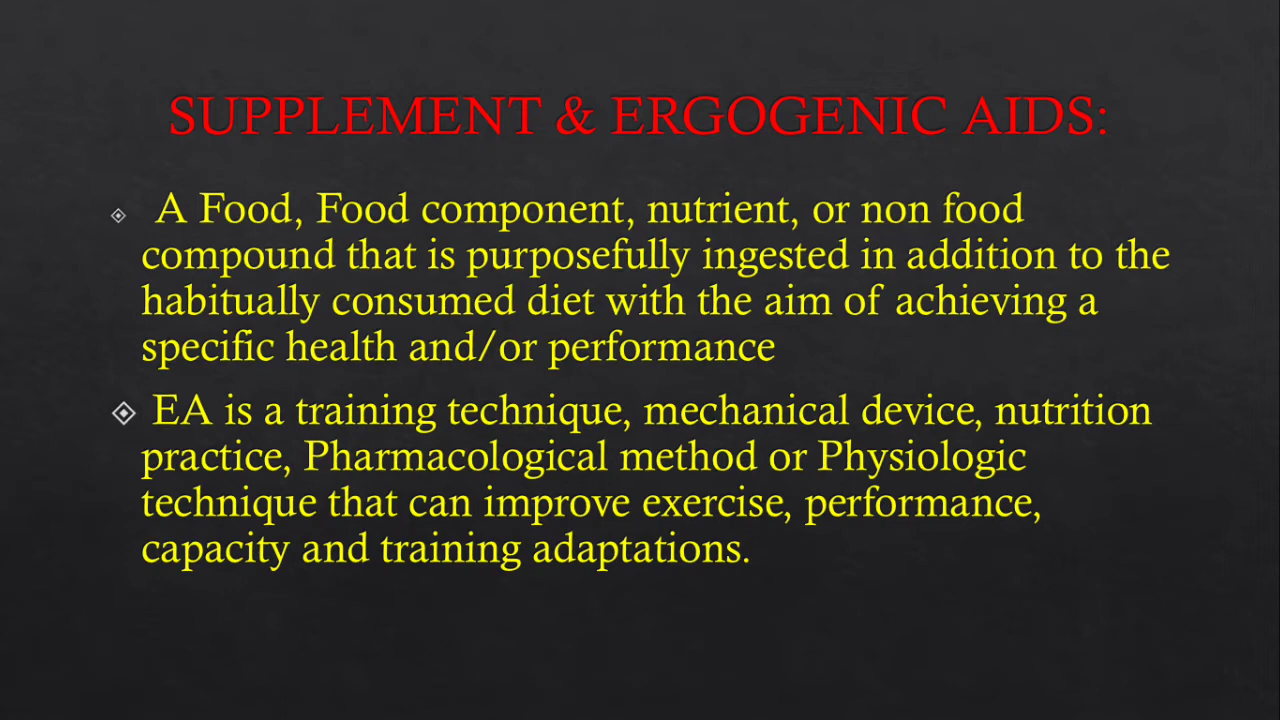 SUPPLEMENT & ERGOGENIC AIDS:
A Food, Food component, nutrient, or non food
compound that is purposefully ingested in addition to the
habitually consumed diet with the aim of achieving a
specific health and/or performance
EA is a training technique, mechanical device, nutrition
practice, Pharmacological method or Physiologic
technique that can improve exercise, performance,
capacity and training adaptations.